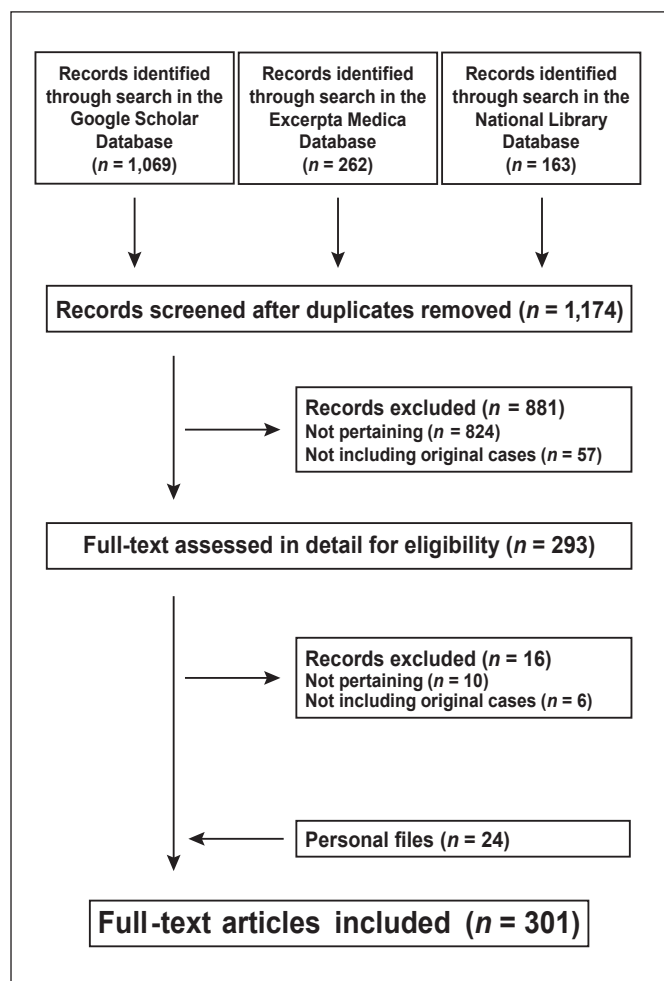 Records identified
through search in the
Google Scholar
Database
(n = 1,069)
Records identified
through search in the
Excerpta Medica
Database
(n = 262)
Records identified
through search in the
National Library
Database
(n = 163)
Records screened after duplicates removed (n = 1,174)
Records excluded (n = 881)
Not pertaining (n = 824)
Not including original cases (n = 57)
Full-text assessed in detail for eligibility (n = 293)
Records excluded (n = 16)
Not pertaining (n = 10)
Not including original cases (n = 6)
Personal files (n = 24)
Full-text articles included (n = 301)